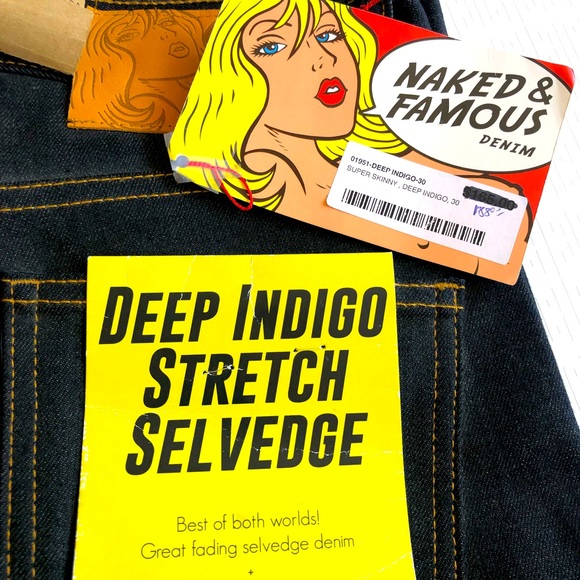 NAKED &
FAMOUS
DENIM
01951-DEEP INDIGO-30
SUPER SKINNY , DEEP INDIGO, 30
DEEP INDIGO
STRETCH
SELVEDGE
Best of both worlds!
Great fading selvedge denim
+